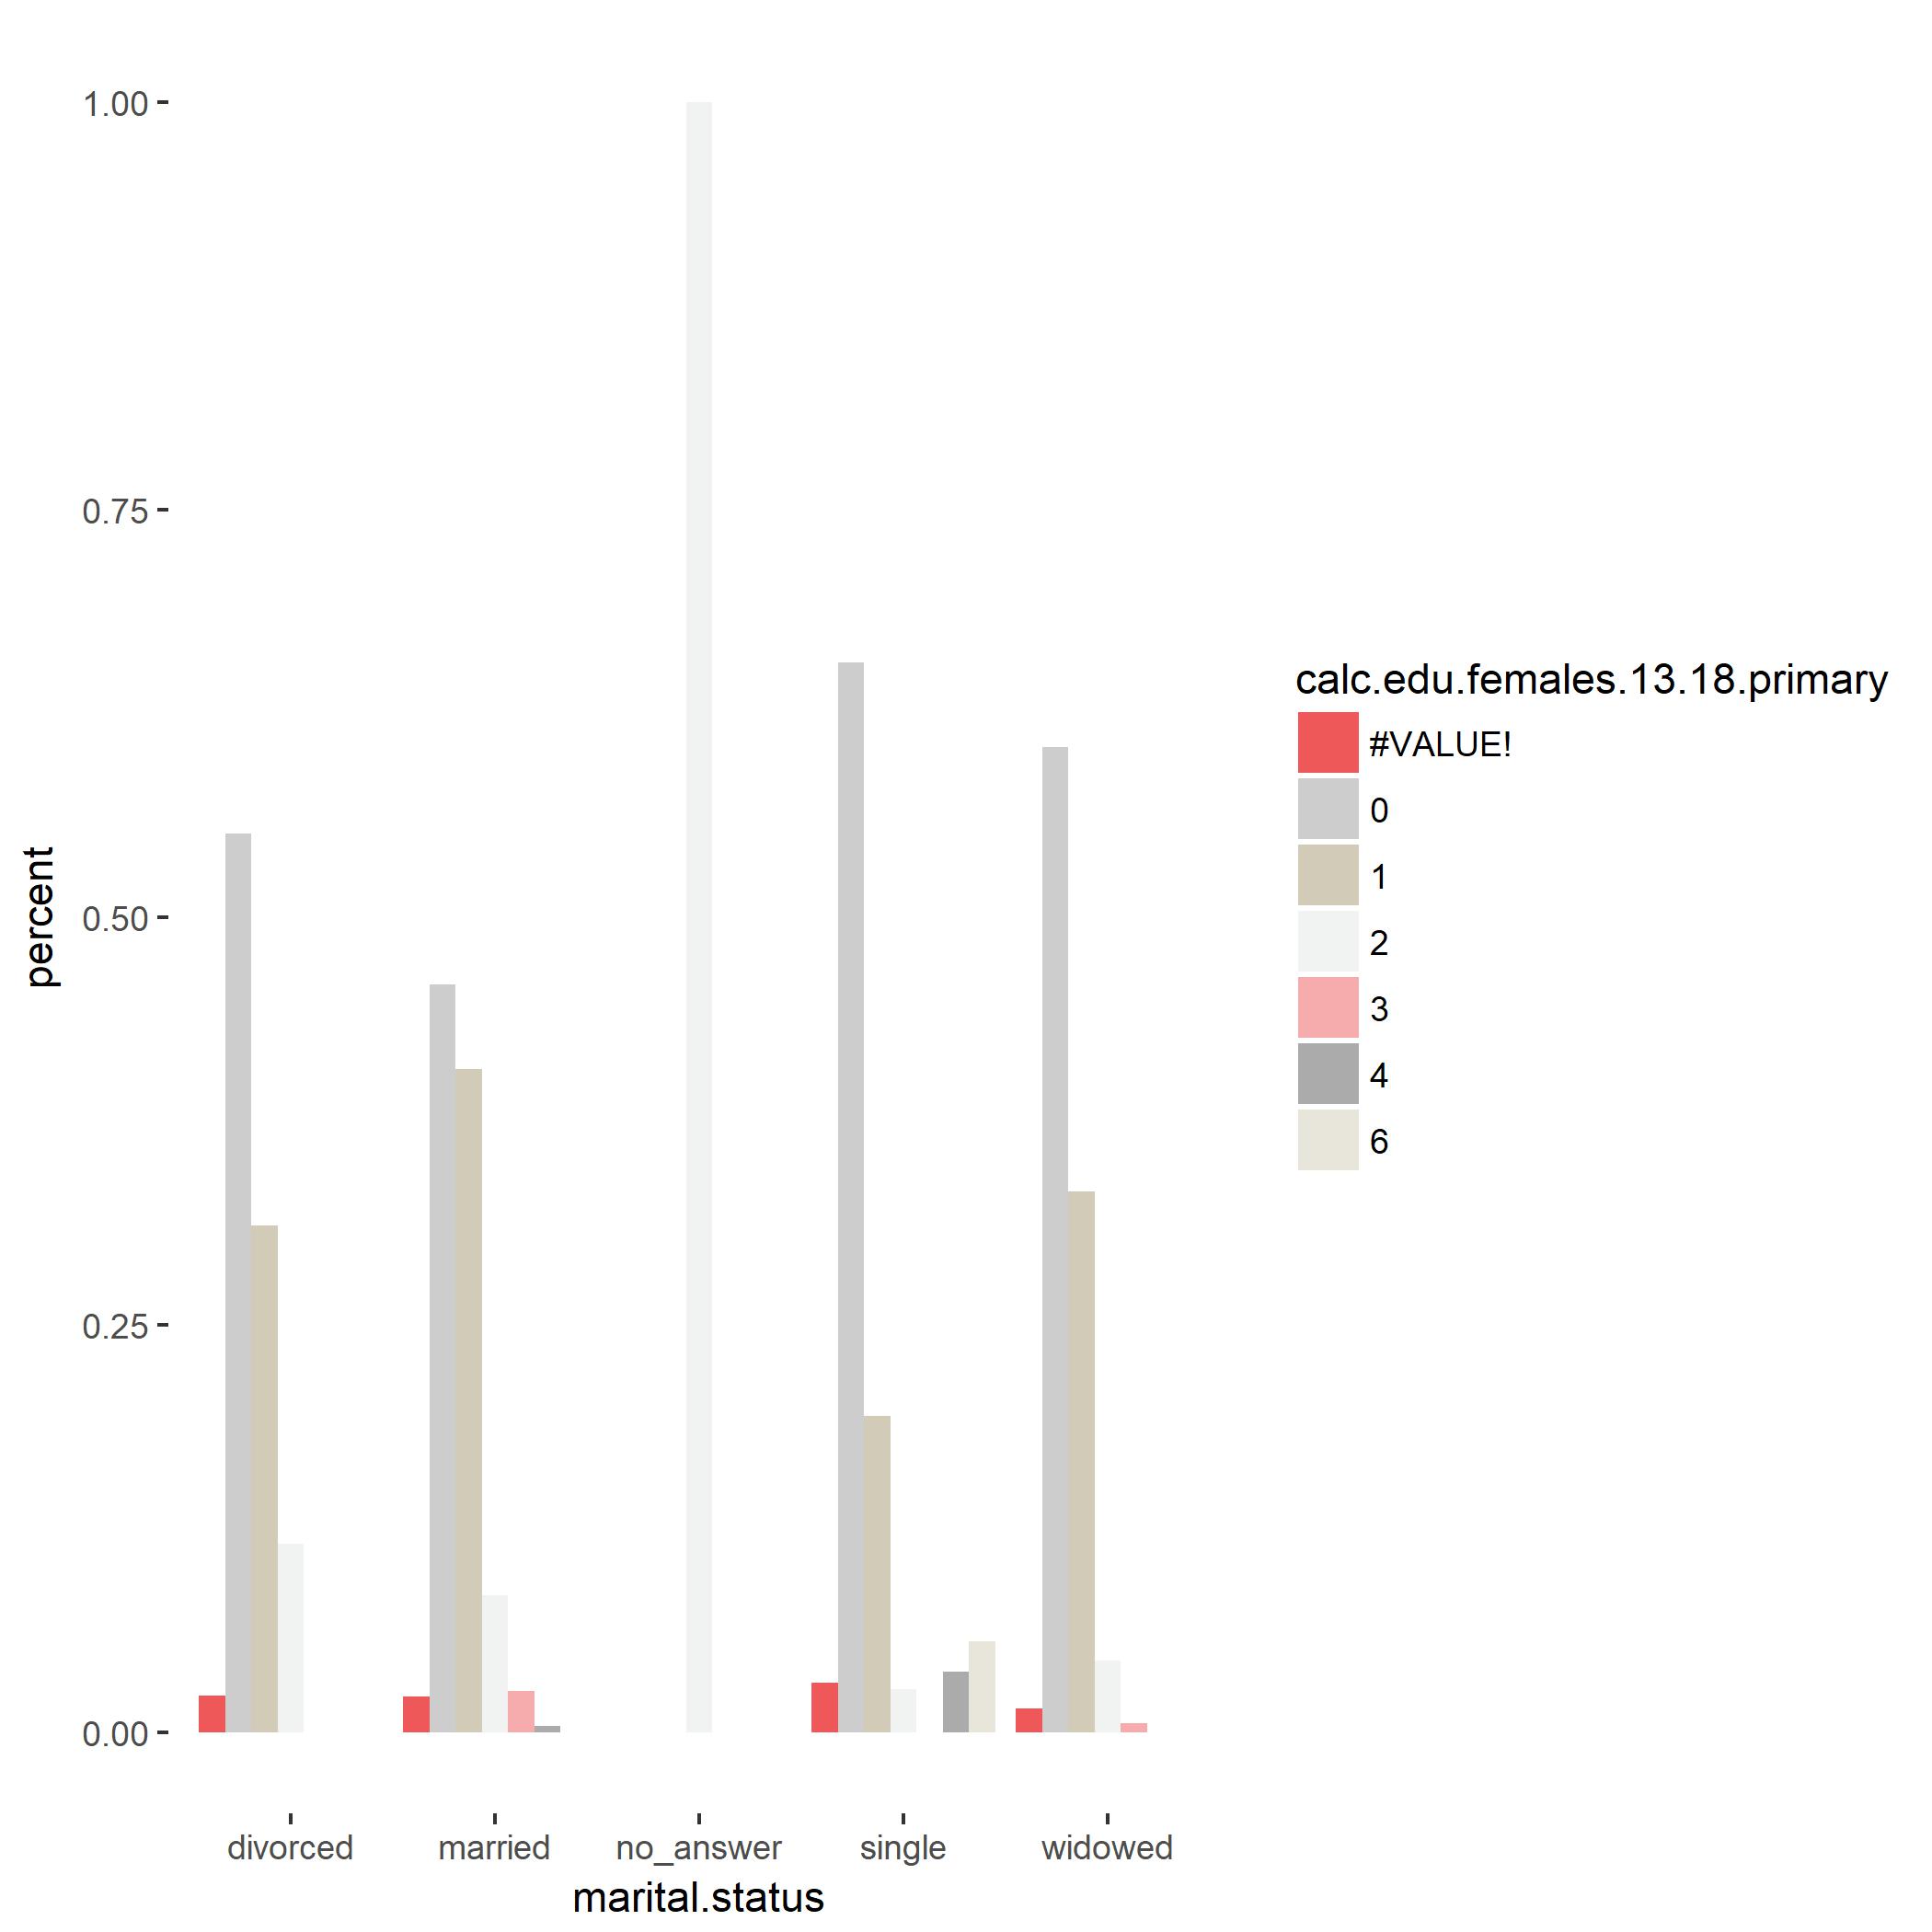 1.00
0.75
0.50
0.25
0.00
percent
divorced
married
no_answer
single
widowed
marital.status
calc.edu.females.13.18.primary
#VALUE!
0
1
2
3
4
6